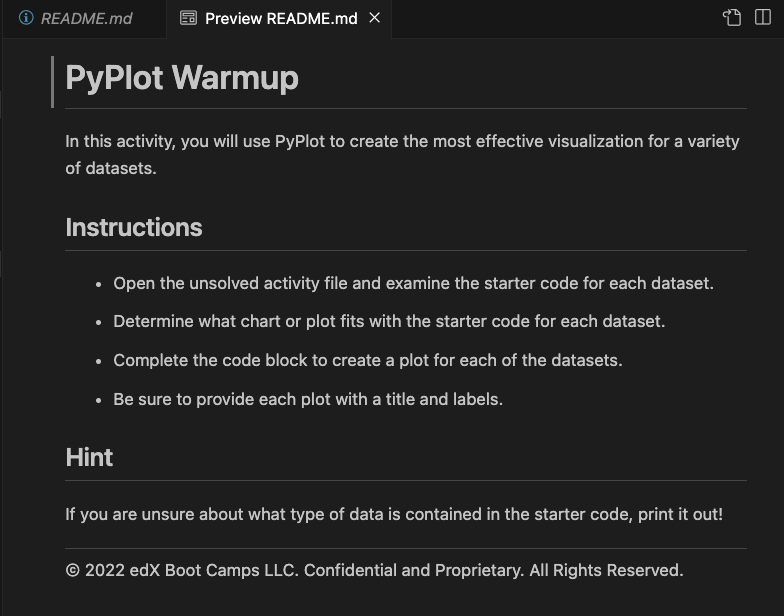 README.md
Preview README.md
PyPlot Warmup
In this activity, you will use PyPlot to create the most effective visualization for a variety
of datasets.
Instructions
• Open the unsolved activity file and examine the starter code for each dataset.
• Determine what chart or plot fits with the starter code for each dataset.
• Complete the code block to create a plot for each of the datasets.
• Be sure to provide each plot with a title and labels.
Hint
If you are unsure about what type of data is contained in the starter code, print it out!
© 2022 edX Boot Camps LLC. Confidential and Proprietary. All Rights Reserved.